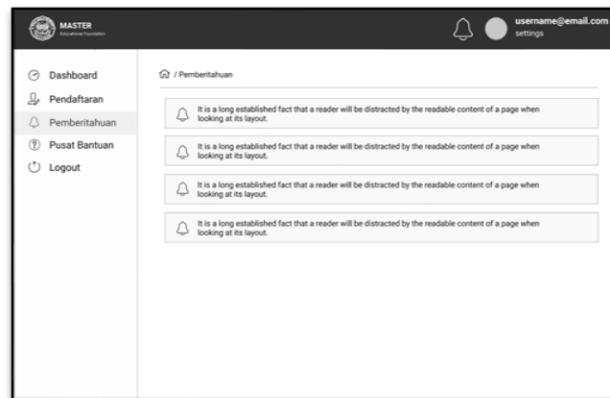 MASTER
Educational Foundation
username@email.com
settings
Dashboard
Pendaftaran
Pemberitahuan
Pusat Bantuan
Logout
/ Pemberitahuan
It is a long established fact that a reader will be distracted by the readable content of a page when
looking at its layout.
It is a long established fact that a reader will be distracted by the readable content of a page when
looking at its layout.
It is a long established fact that a reader will be distracted by the readable content of a page when
looking at its layout.
It is a long established fact that a reader will be distracted by the readable content of a page when
looking at its layout.